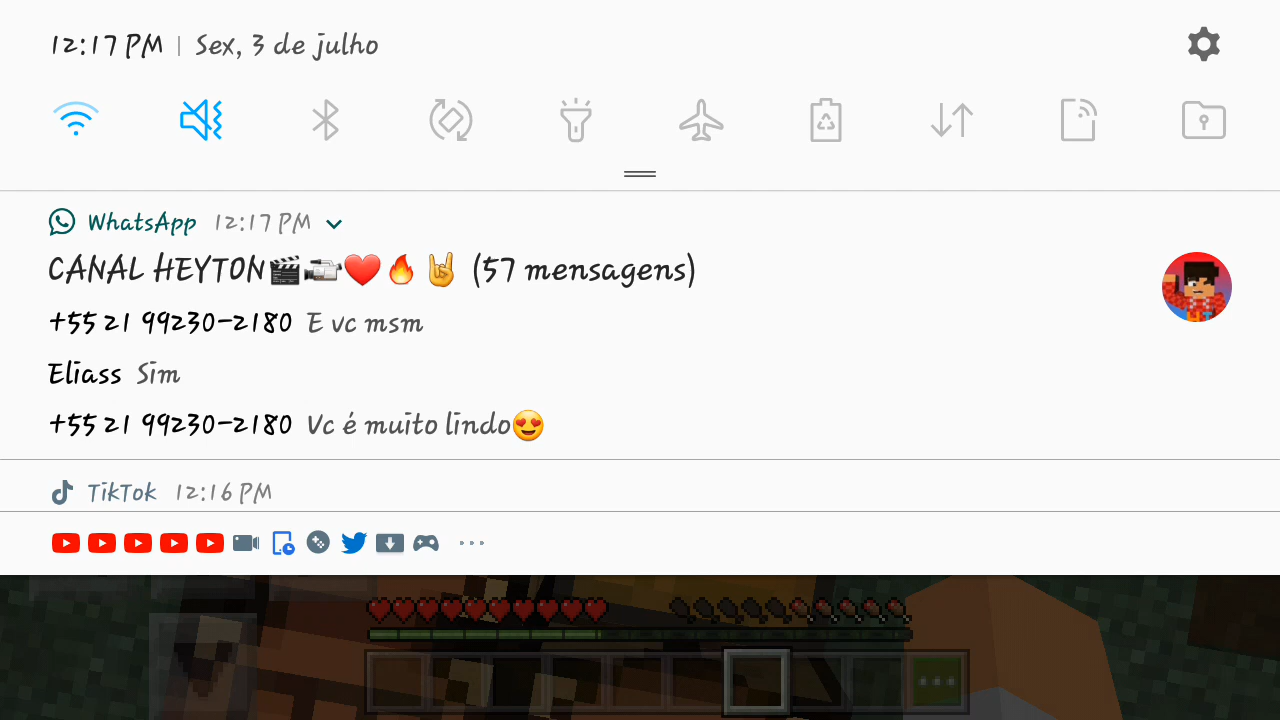 12:17 PM | Sex, 3 de julho
WhatsApp 12:17 PM
CANAL HEYTON🎬🎥❤️🔥🤘 (57 mensagens)
+55 21 99230-2180 E vc msm
Eliass Sim
+55 21 99230-2180 Vc é muito lindo😍
TikTok 12:16 PM